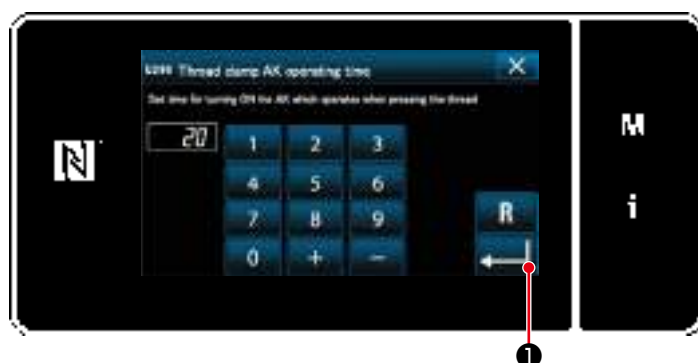 Thread clamp AK operating time
Set time for turning ON the AK which operates when pressing the thread
20
1 2 3
4 5 6
7 8 9 R
0 + −
M
i
N
1